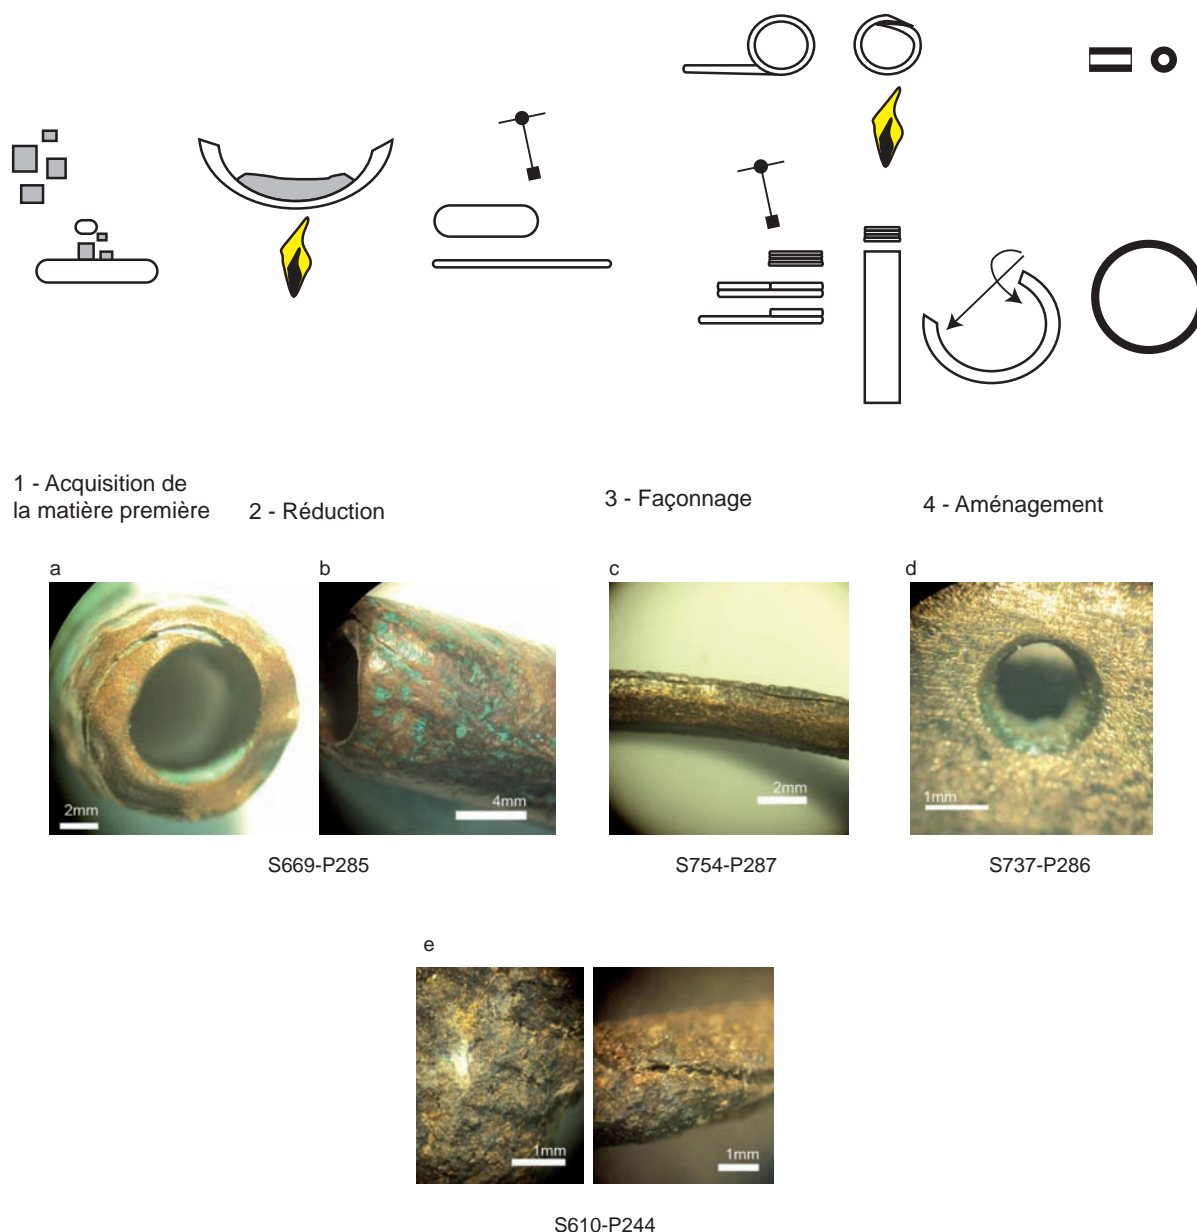 1 - Acquisition de
la matière première
2 - Réduction
3 - Façonnage
4 - Aménagement
a
b
c
d
2mm
4mm
2mm
1mm
S669-P285
S754-P287
S737-P286
e
1mm
1mm
S610-P244